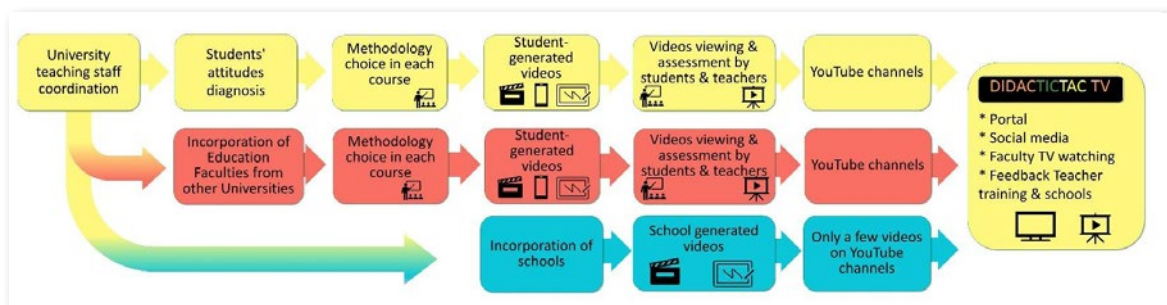 University
teaching staff
coordination
Students'
attitudes
diagnosis
Methodology
choice in each
course
Student-
generated
videos
Videos viewing &
assessment by
students & teachers
YouTube channels
Incorporation of
Education
Faculties from
other Universities
Methodology
choice in each
course
Student-
generated
videos
Videos viewing &
assessment by
students & teachers
YouTube channels
Incorporation of
schools
School generated
videos
Only a few videos
on YouTube
channels
DIDACTICTAC TV
* Portal
* Social media
* Faculty TV watching
* Feedback Teacher
training & schools